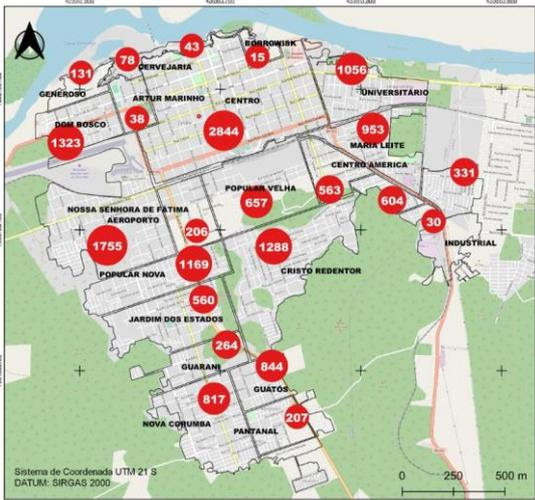 43
BORROWISK
78
15
131
CERVEJARIA
1056
GENEROSO
ARTUR MARINHO
CENTRO
UNIVERSITÁRIO
38
DOM BOSCO
2844
953
1323
MARIA LEITE
CENTRO AMERICA
331
POPULAR VELHA
563
604
657
NOSSA SENHORA DE FÁTIMA
AEROPORTO
206
30
1755
1288
INDUSTRIAL
1169
POPULAR NOVA
CRISTO REDENTOR
560
JARDIM DOS ESTADOS
264
GUARANI
844
GUATÓS
817
207
NOVA CORUMBA
PANTANAL
Sistema de Coordenada UTM 21 S
DATUM: SIRGAS 2000
0 250 500 m